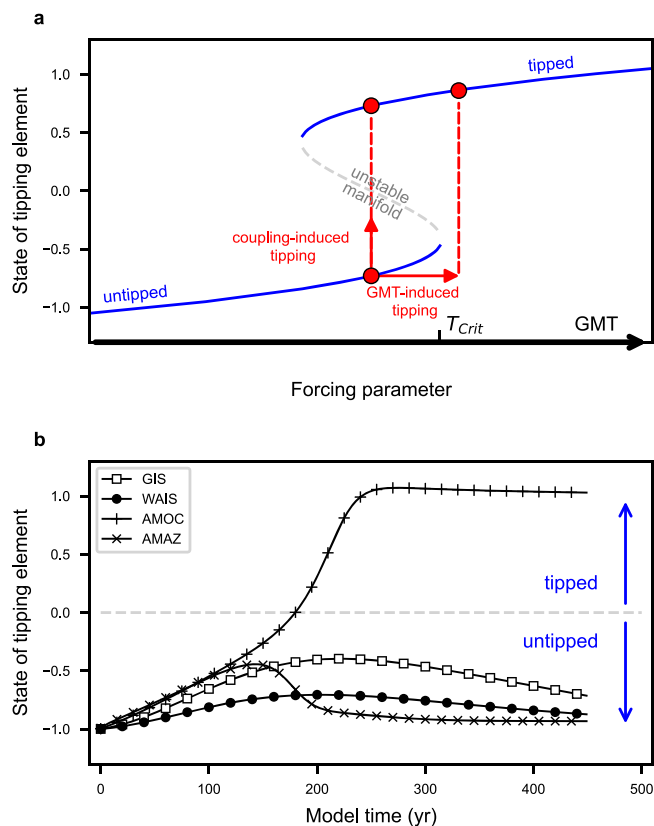 a
State of tipping element
1.0
0.5
0.0
−0.5
−1.0
tipped
unstable
manifold
coupling-induced
tipping
untipped
GMT-induced
tipping
T_Crit
GMT
Forcing parameter
b
State of tipping element
1.0
0.5
0.0
−0.5
−1.0
GIS
WAIS
AMOC
AMAZ
tipped
untipped
0
100
200
300
400
500
Model time (yr)